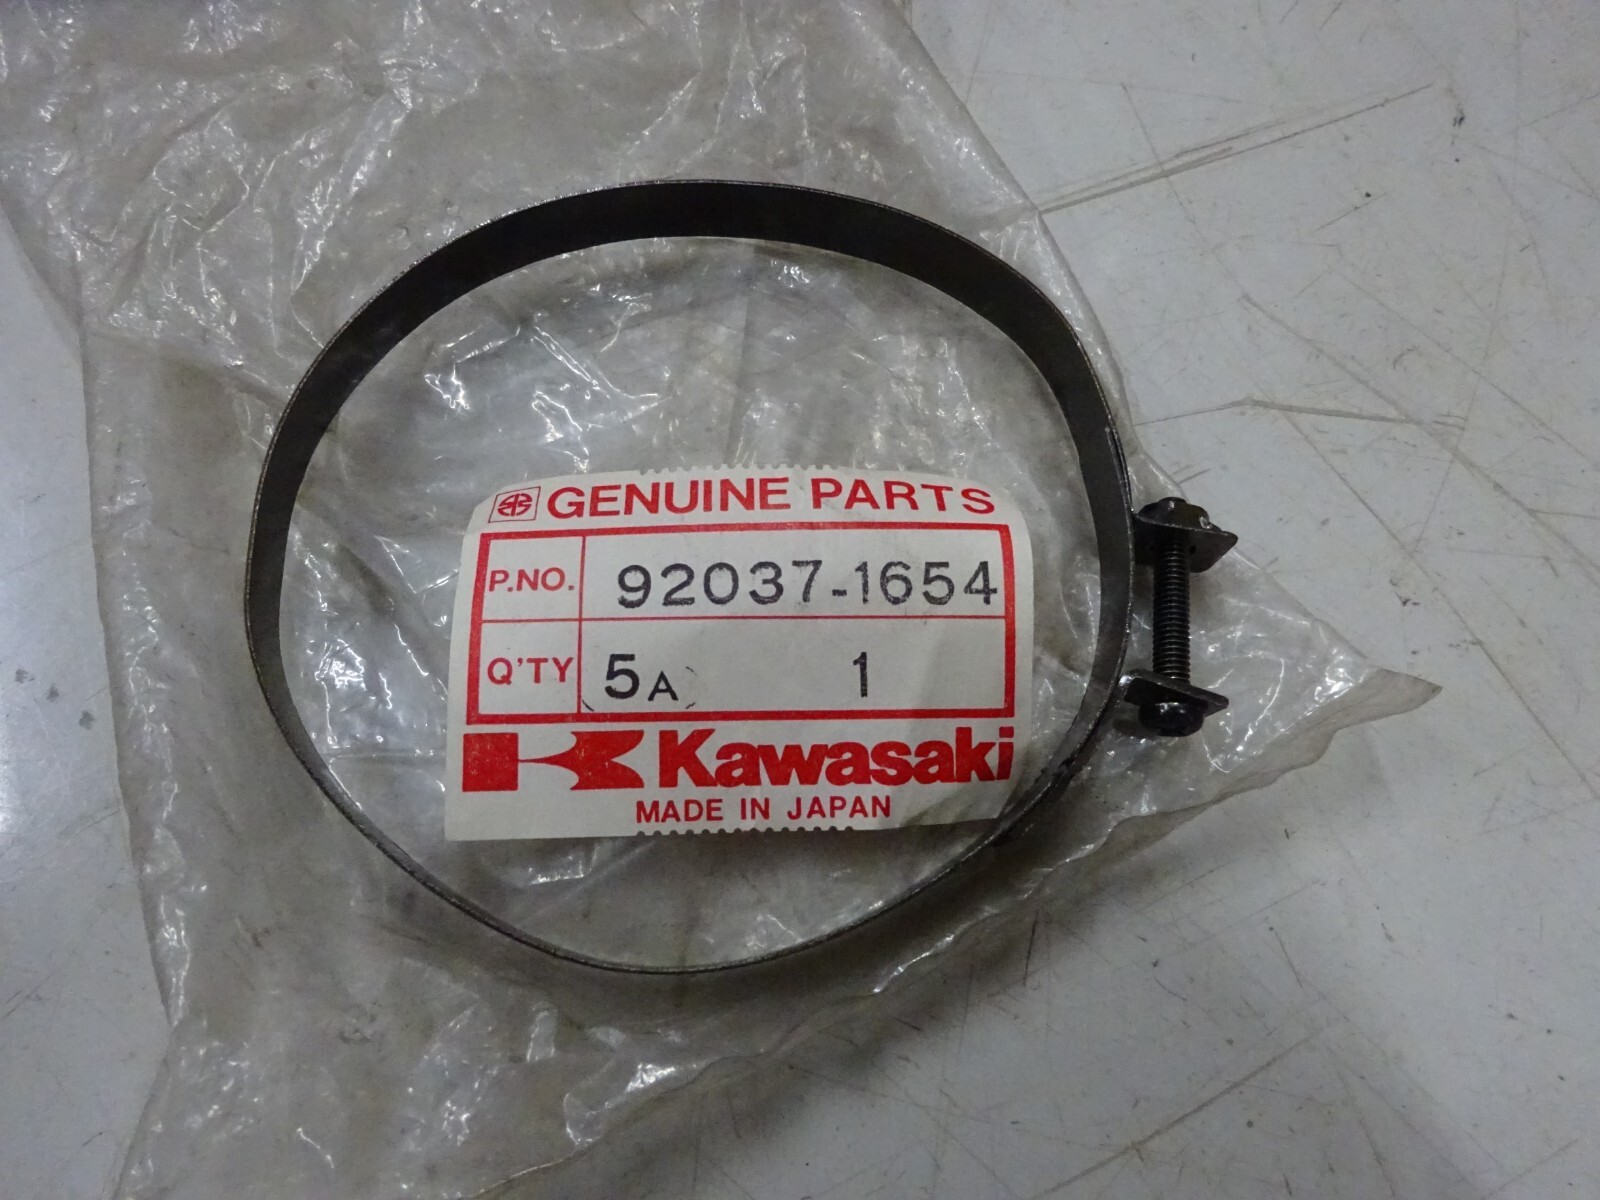 GENUINE PARTS
P.NO. 92037-1654
Q'TY 5A 1
Kawasaki
MADE IN JAPAN